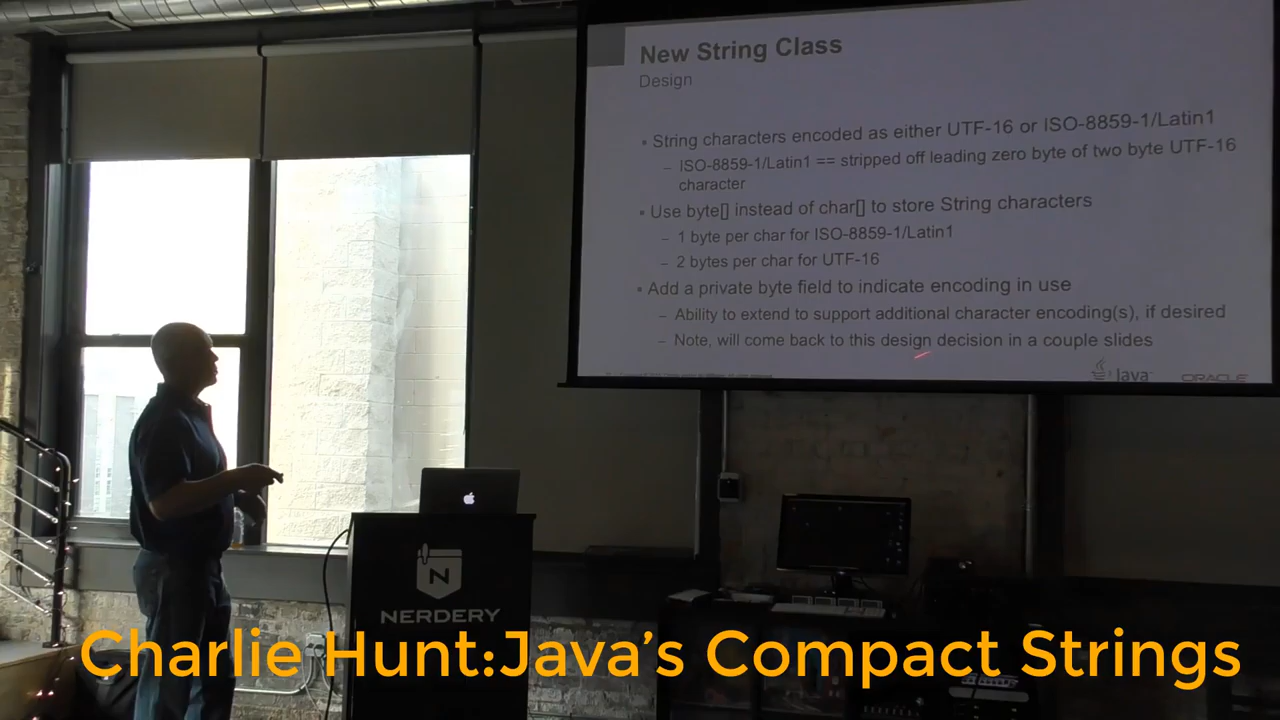 New String Class
Design
▪ String characters encoded as either UTF-16 or ISO-8859-1/Latin1
– ISO-8859-1/Latin1 == stripped off leading zero byte of two byte UTF-16
character
▪ Use byte[] instead of char[] to store String characters
– 1 byte per char for ISO-8859-1/Latin1
– 2 bytes per char for UTF-16
▪ Add a private byte field to indicate encoding in use
– Ability to extend to support additional character encoding(s), if desired
– Note, will come back to this design decision in a couple slides
Java
ORACLE
N
NERDERY
Charlie Hunt:Java's Compact Strings